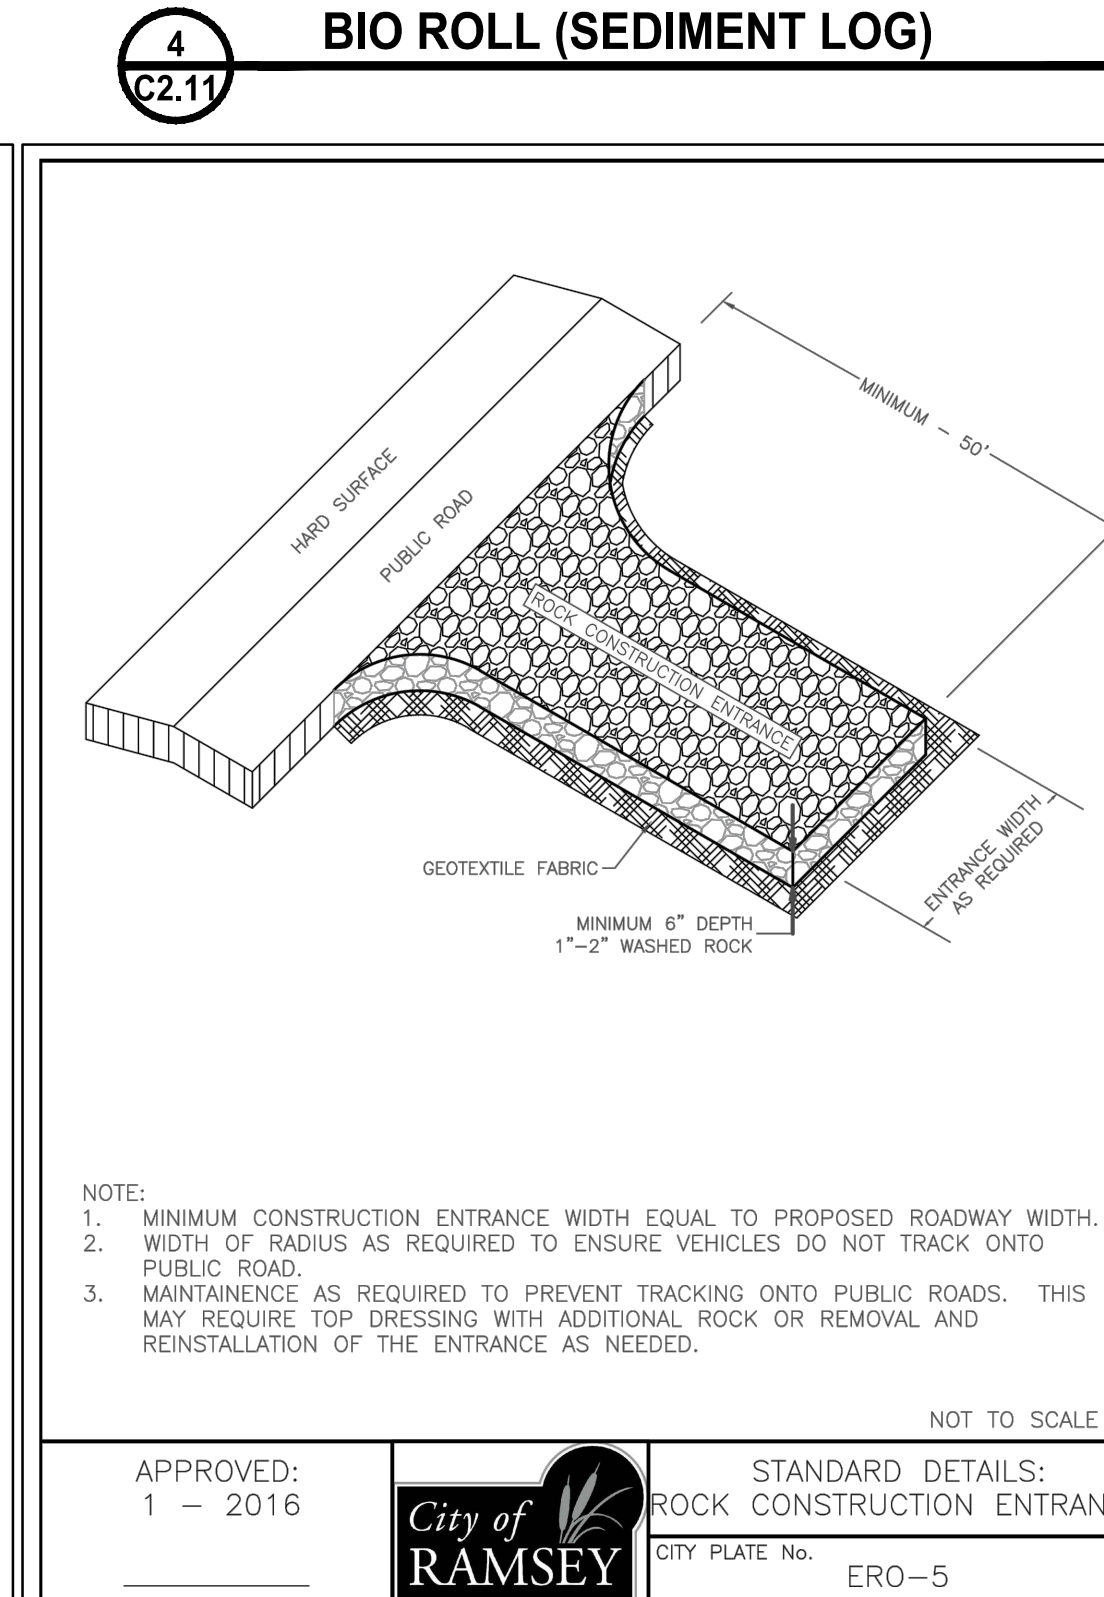 4
C2.11
BIO ROLL (SEDIMENT LOG)
MINIMUM - 50'
HARD SURFACE
PUBLIC ROAD
ROCK CONSTRUCTION ENTRANCE
ENTRANCE WIDTH
AS REQUIRED
GEOTEXTILE FABRIC
MINIMUM 6" DEPTH
1"-2" WASHED ROCK
NOTE:
1. MINIMUM CONSTRUCTION ENTRANCE WIDTH EQUAL TO PROPOSED ROADWAY WIDTH.
2. WIDTH OF RADIUS AS REQUIRED TO ENSURE VEHICLES DO NOT TRACK ONTO
PUBLIC ROAD.
3. MAINTAINENCE AS REQUIRED TO PREVENT TRACKING ONTO PUBLIC ROADS. THIS
MAY REQUIRE TOP DRESSING WITH ADDITIONAL ROCK OR REMOVAL AND
REINSTALLATION OF THE ENTRANCE AS NEEDED.
NOT TO SCALE
APPROVED:
1 - 2016
City of
RAMSEY
STANDARD DETAILS:
ROCK CONSTRUCTION ENTRAN
CITY PLATE No.
ERO-5